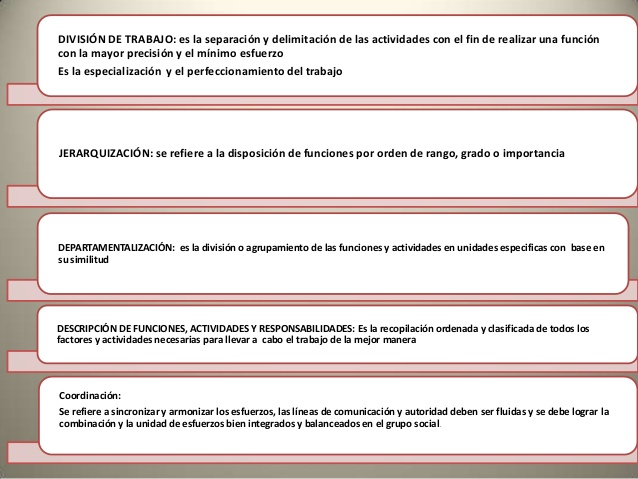 DIVISIÓN DE TRABAJO: es la separación y delimitación de las actividades con el fin de realizar una función
con la mayor precisión y el mínimo esfuerzo
Es la especialización y el perfeccionamiento del trabajo
JERARQUIZACIÓN: se refiere a la disposición de funciones por orden de rango, grado o importancia
DEPARTAMENTALIZACIÓN: es la división o agrupamiento de las funciones y actividades en unidades especificas con base en
su similitud
DESCRIPCIÓN DE FUNCIONES, ACTIVIDADES Y RESPONSABILIDADES: Es la recopilación ordenada y clasificada de todos los
factores y actividades necesarias para llevar a cabo el trabajo de la mejor manera
Coordinación:
Se refiere a sincronizar y armonizar los esfuerzos, las líneas de comunicación y autoridad deben ser fluidas y se debe lograr la
combinación y la unidad de esfuerzos bien integrados y balanceados en el grupo social